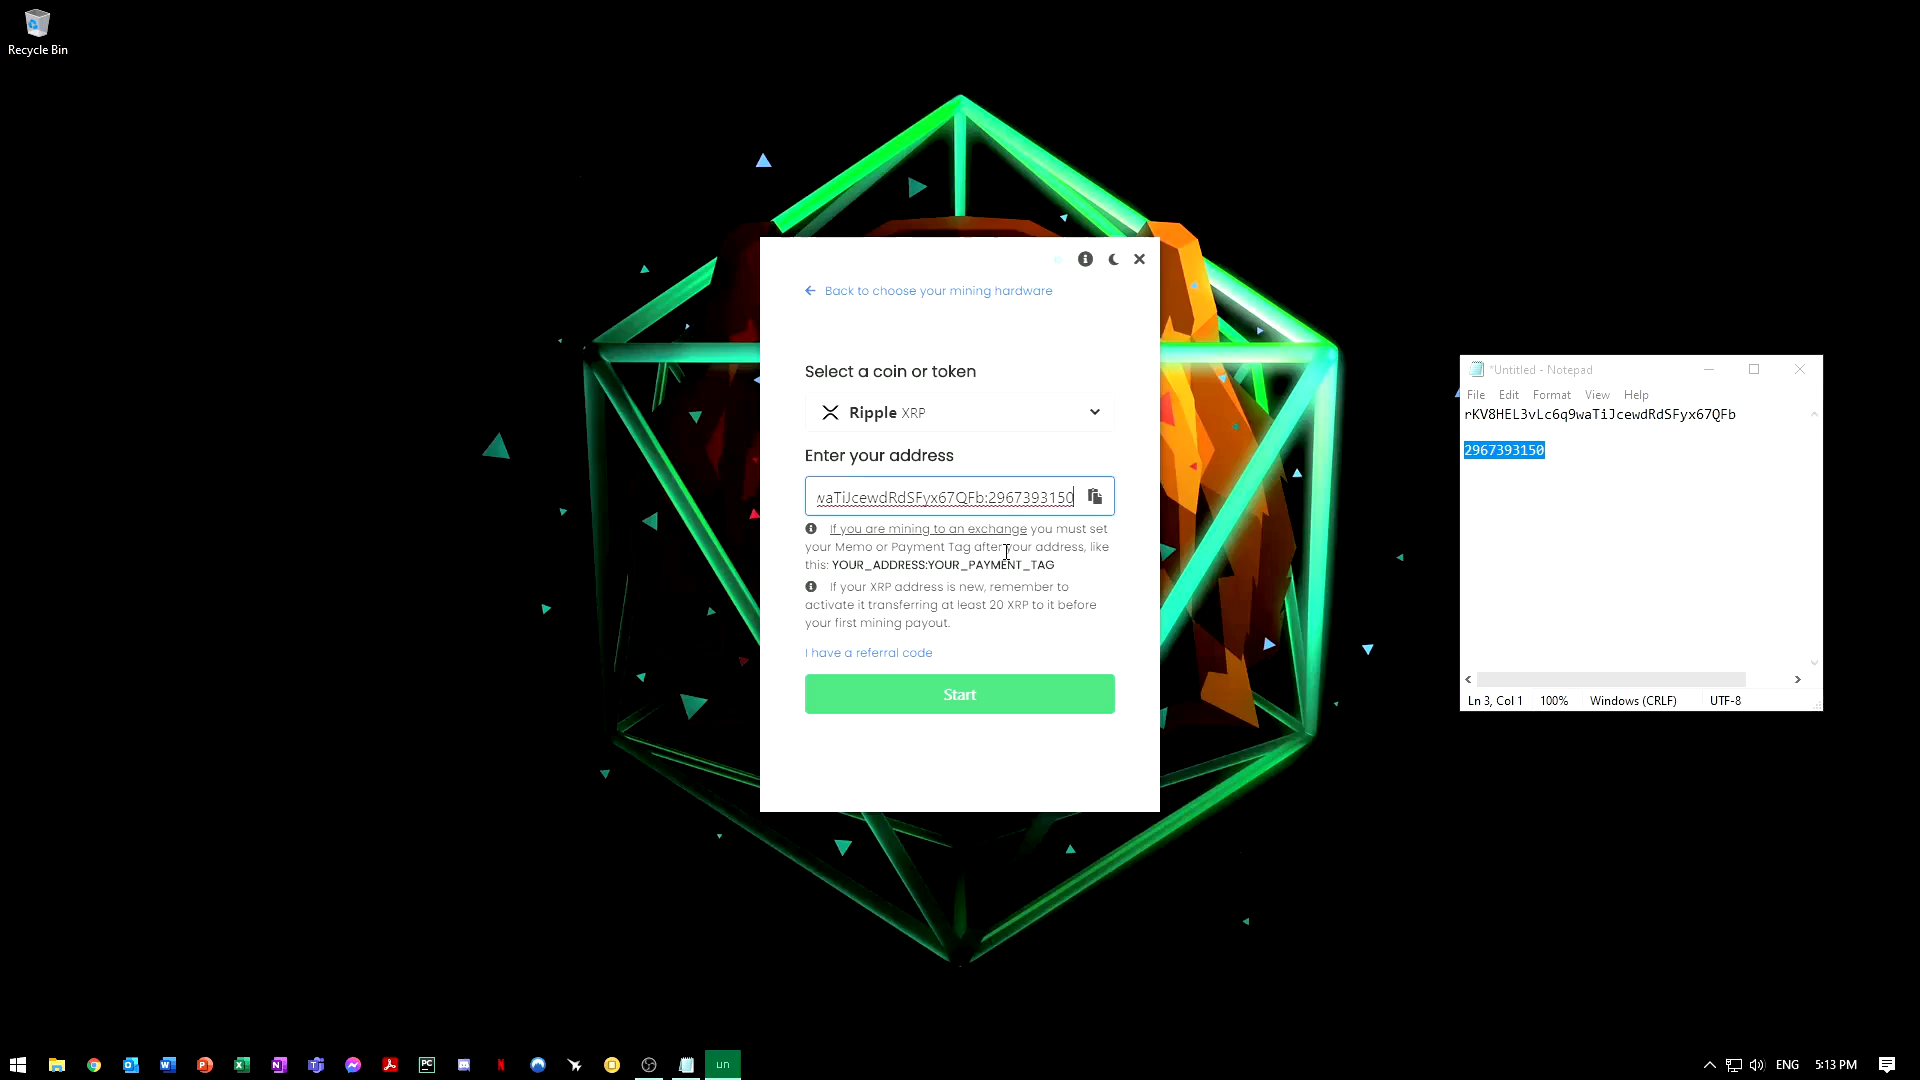 Recycle Bin
Back to choose your mining hardware
Select a coin or token
Ripple XRP
Enter your address
waTiJcewdRdSFyx67QFb:2967393150
If you are mining to an exchange you must set
your Memo or Payment Tag after your address, like
this: YOUR_ADDRESS:YOUR_PAYMENT_TAG
If your XRP address is new, remember to
activate it transferring at least 20 XRP to it before
your first mining payout.
I have a referral code
Start
*Untitled - Notepad
File Edit Format View Help
rKV8HEL3vLc6q9waTiJcewdRdSFyx67QFb
2967393150
Ln 3, Col 1 100% Windows (CRLF) UTF-8
un
ENG 5:13 PM